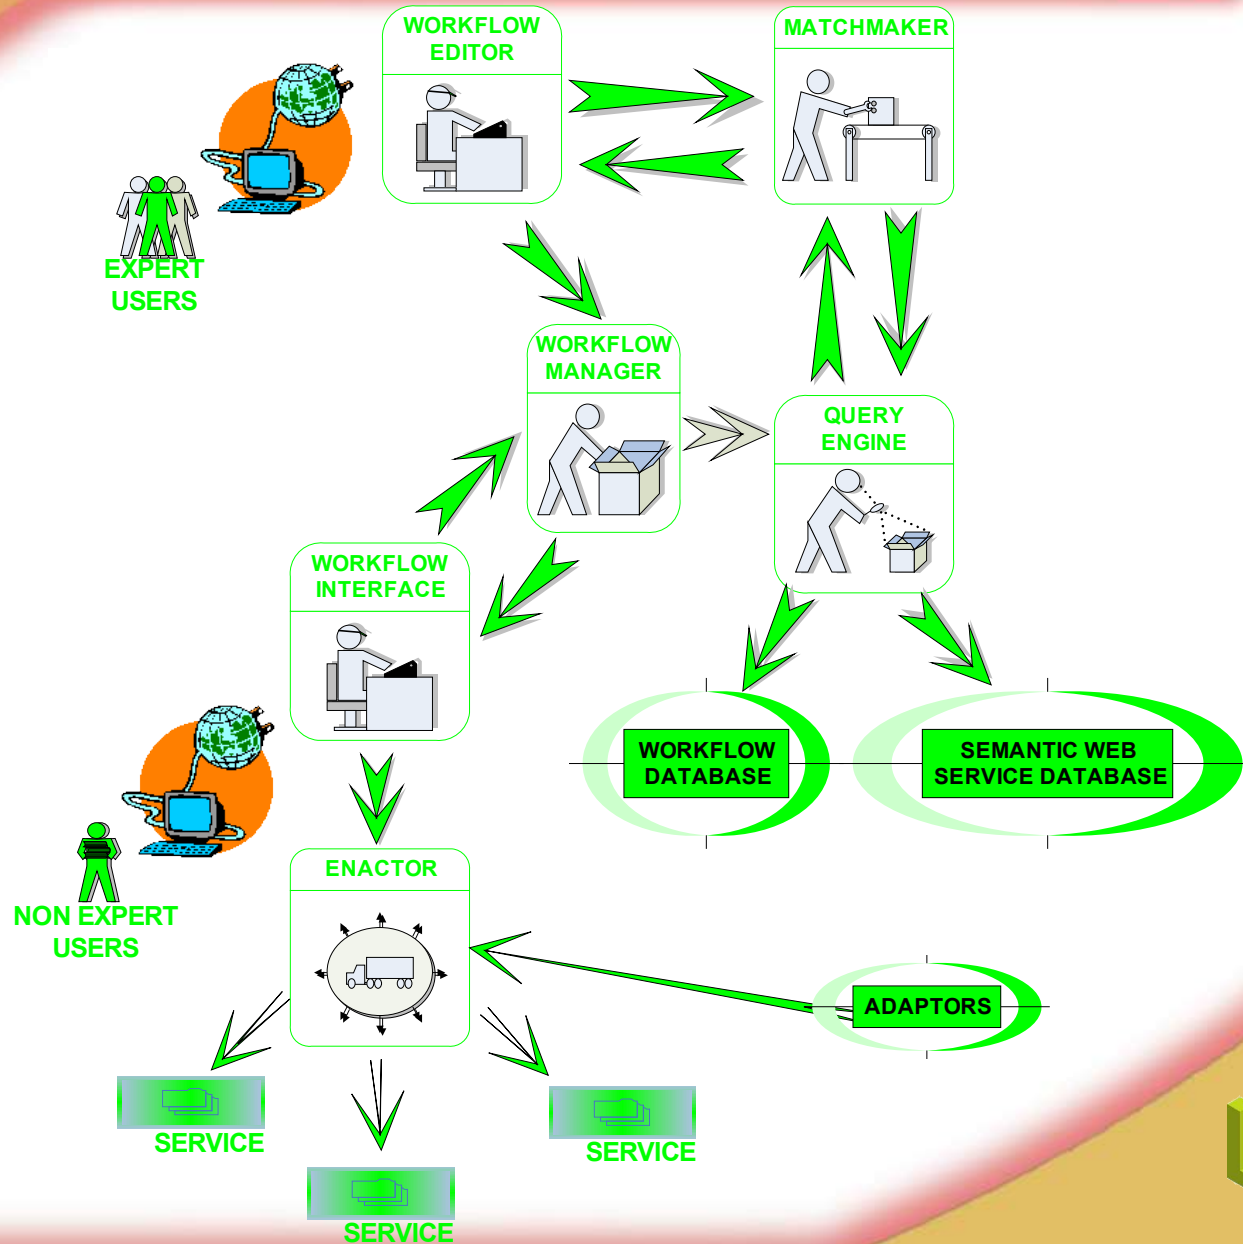 WORKFLOW
EDITOR
MATCHMAKER
EXPERT
USERS
WORKFLOW
MANAGER
QUERY
ENGINE
WORKFLOW
INTERFACE
WORKFLOW
DATABASE
SEMANTIC WEB
SERVICE DATABASE
ENACTOR
NON EXPERT
USERS
ADAPTORS
SERVICE
SERVICE
SERVICE